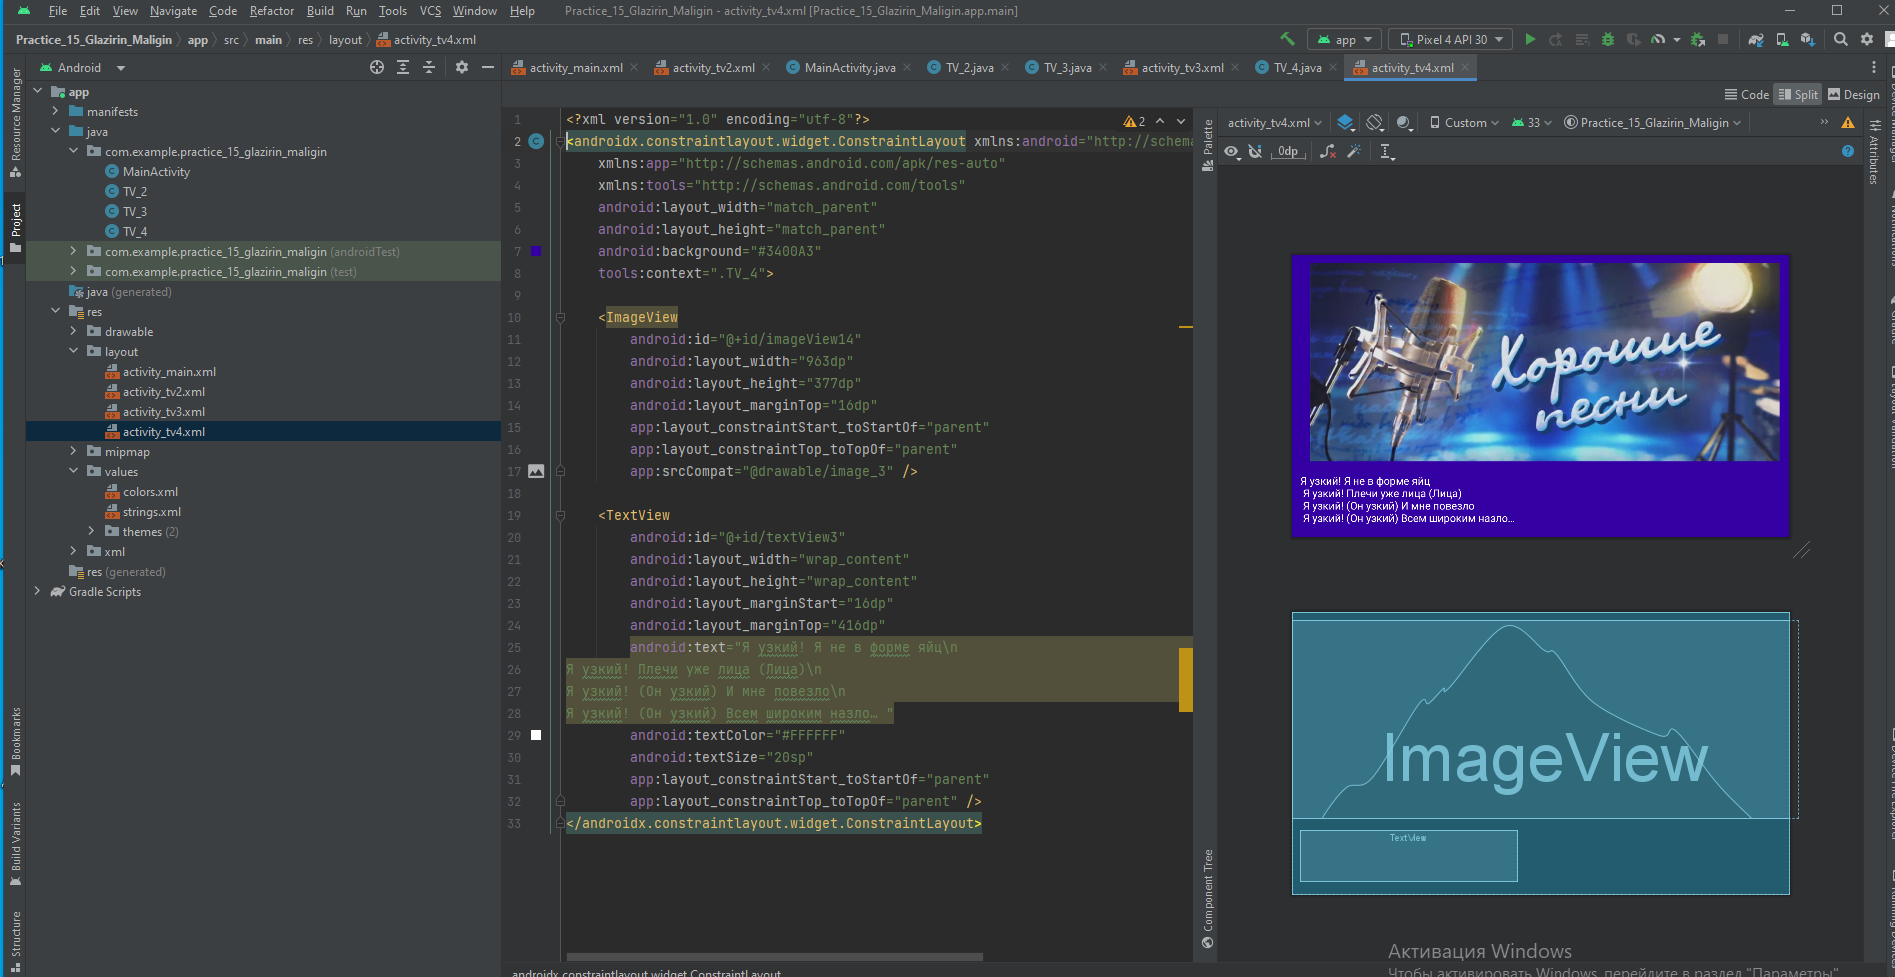 File Edit View Navigate Code Refactor Build Run Tools VCS Window Help Practice_15_Glazirin_Maligin - activity_tv4.xml [Practice_15_Glazirin_Maligin.app.main]
Practice_15_Glazirin_Maligin app src main res layout activity_tv4.xml app Pixel 4 API 30
Resource Manager
Project
Bookmarks
Build Variants
Structure
Android
app
manifests
java
com.example.practice_15_glazirin_maligin
MainActivity
TV_2
TV_3
TV_4
com.example.practice_15_glazirin_maligin (androidTest)
com.example.practice_15_glazirin_maligin (test)
java (generated)
res
drawable
layout
activity_main.xml
activity_tv2.xml
activity_tv3.xml
activity_tv4.xml
mipmap
values
colors.xml
strings.xml
themes (2)
xml
res (generated)
Gradle Scripts
activity_main.xml activity_tv2.xml MainActivity.java TV_2.java TV_3.java activity_tv3.xml TV_4.java activity_tv4.xml
Code Split Design
2
1 <?xml version="1.0" encoding="utf-8"?>
2 <androidx.constraintlayout.widget.ConstraintLayout xmlns:android="http://schema
3 xmlns:app="http://schemas.android.com/apk/res-auto"
4 xmlns:tools="http://schemas.android.com/tools"
5 android:layout_width="match_parent"
6 android:layout_height="match_parent"
7 android:background="#3400A3"
8 tools:context=".TV_4">
9
10 <ImageView
11 android:id="@+id/imageView14"
12 android:layout_width="963dp"
13 android:layout_height="377dp"
14 android:layout_marginTop="16dp"
15 app:layout_constraintStart_toStartOf="parent"
16 app:layout_constraintTop_toTopOf="parent"
17 app:srcCompat="@drawable/image_3" />
18
19 <TextView
20 android:id="@+id/textView3"
21 android:layout_width="wrap_content"
22 android:layout_height="wrap_content"
23 android:layout_marginStart="16dp"
24 android:layout_marginTop="416dp"
25 android:text="Я узкий! Я не в форме яйц\n
26 Я узкий! Плечи уже лица (Лица)\n
27 Я узкий! (Он узкий) И мне повезло\n
28 Я узкий! (Он узкий) Всем широким назло… "
29 android:textColor="#FFFFFF"
30 android:textSize="20sp"
31 app:layout_constraintStart_toStartOf="parent"
32 app:layout_constraintTop_toTopOf="parent" />
33 </androidx.constraintlayout.widget.ConstraintLayout>
androidx.constraintlayout.widget.ConstraintLayout
Palette
Component Tree
activity_tv4.xml Custom 33 Practice_15_Glazirin_Maligin
0dp
Attributes
Хорошие
песни
Я узкий! Я не в форме яйц
Я узкий! Плечи уже лица (Лица)
Я узкий! (Он узкий) И мне повезло
Я узкий! (Он узкий) Всем широким назло…
ImageView
TextView
Активация Windows
Чтобы активировать Windows, перейдите в раздел "Параметры"